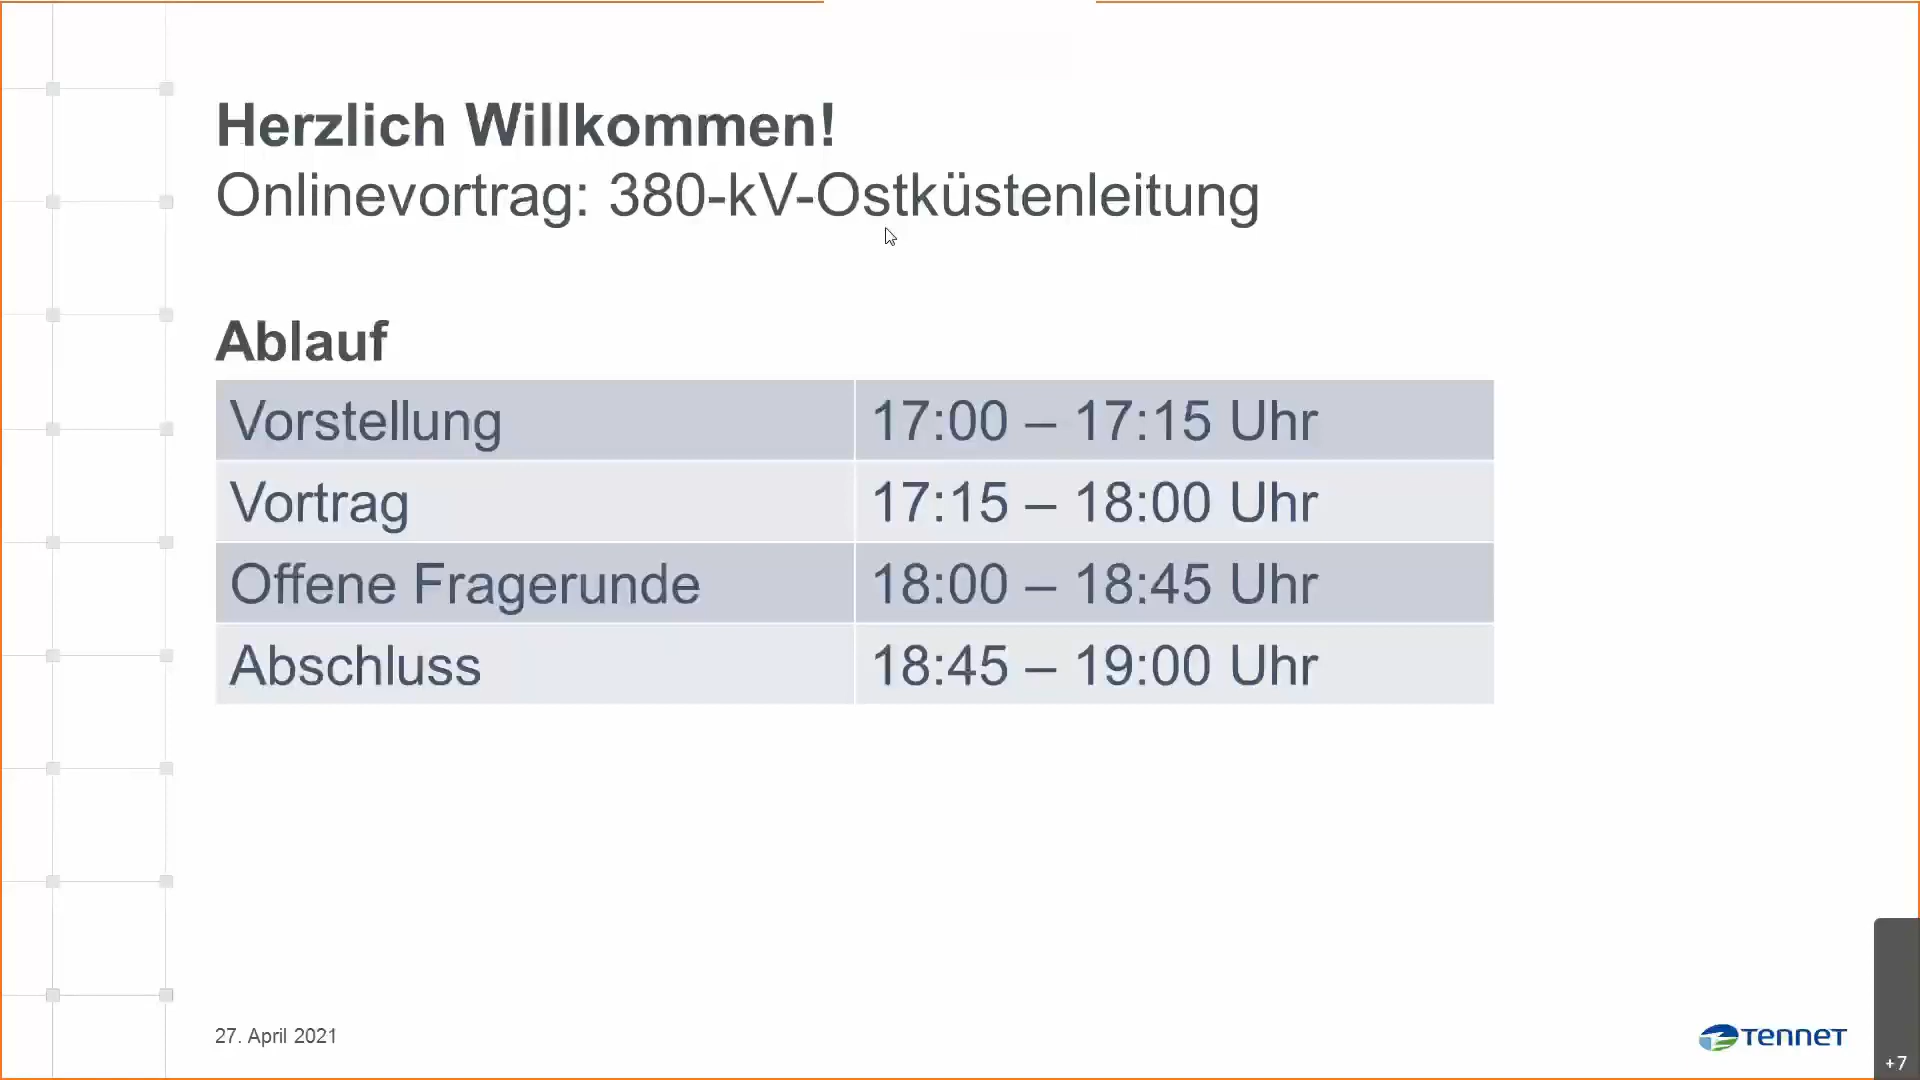 Herzlich Willkommen!
Onlinevortrag: 380-kV-Ostküstenleitung
Ablauf
Vorstellung 17:00 – 17:15 Uhr
Vortrag 17:15 – 18:00 Uhr
Offene Fragerunde 18:00 – 18:45 Uhr
Abschluss 18:45 – 19:00 Uhr
27. April 2021
TenneT
+7